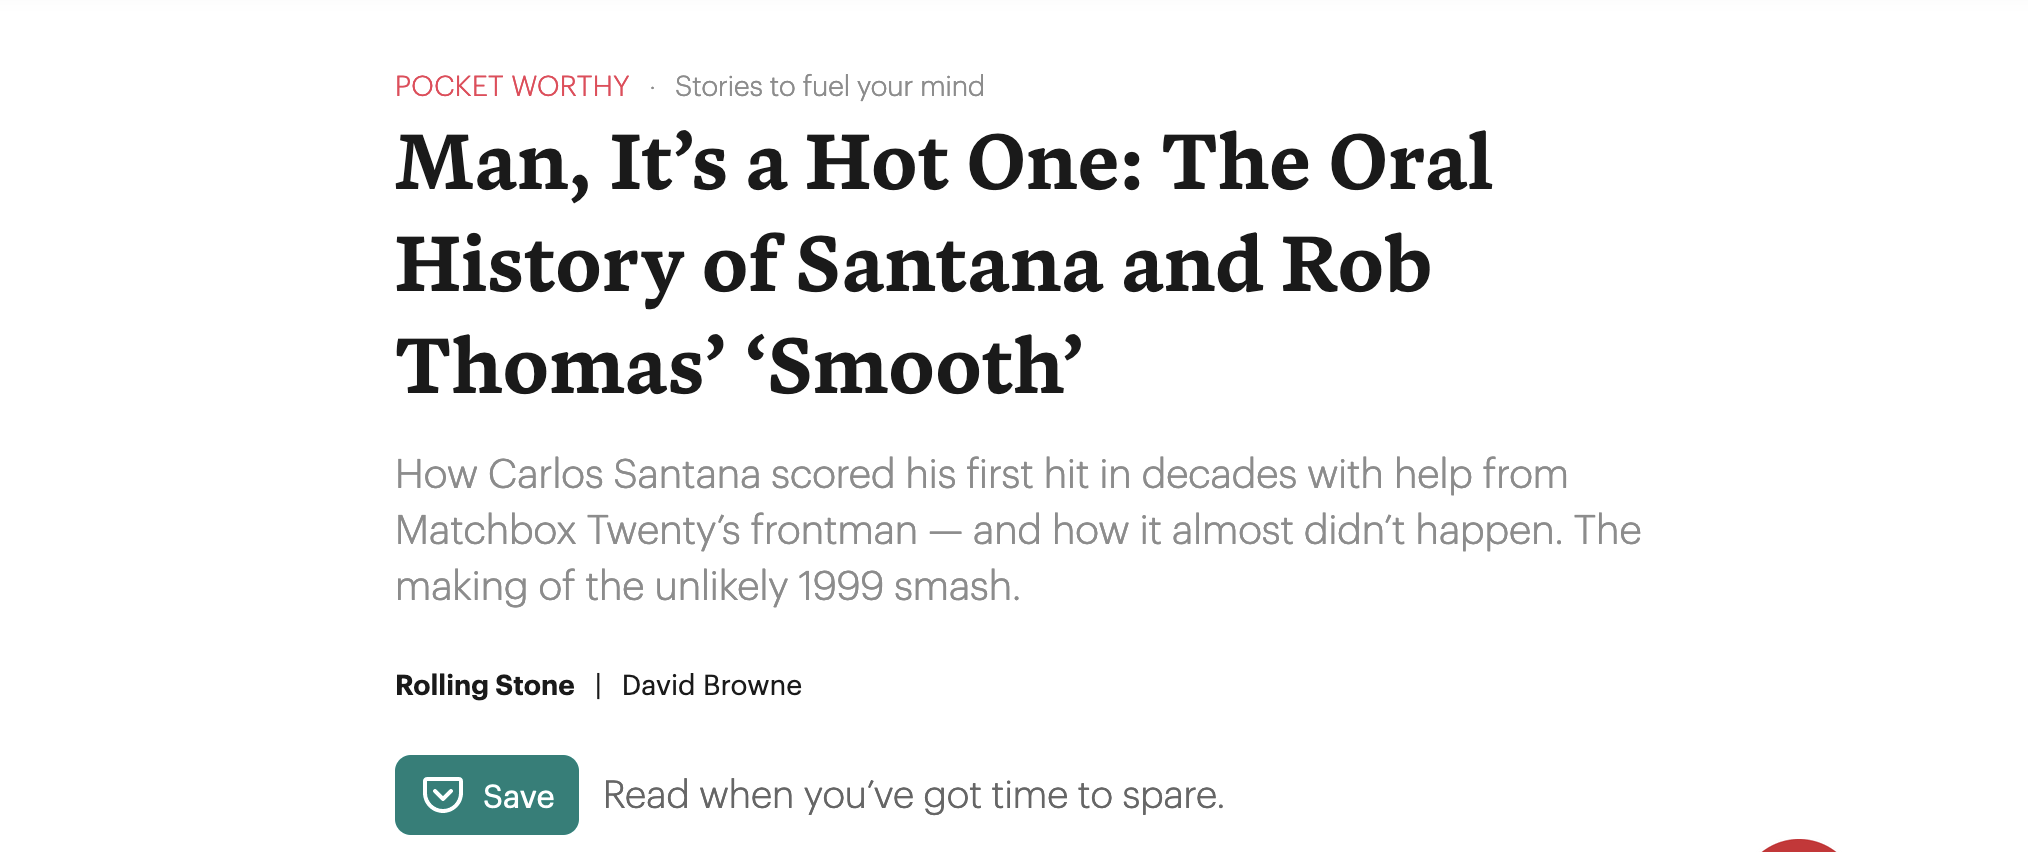 POCKET WORTHY · Stories to fuel your mind
Man, It’s a Hot One: The Oral
History of Santana and Rob
Thomas’ ‘Smooth’
How Carlos Santana scored his first hit in decades with help from
Matchbox Twenty’s frontman — and how it almost didn’t happen. The
making of the unlikely 1999 smash.
Rolling Stone | David Browne
Save Read when you’ve got time to spare.